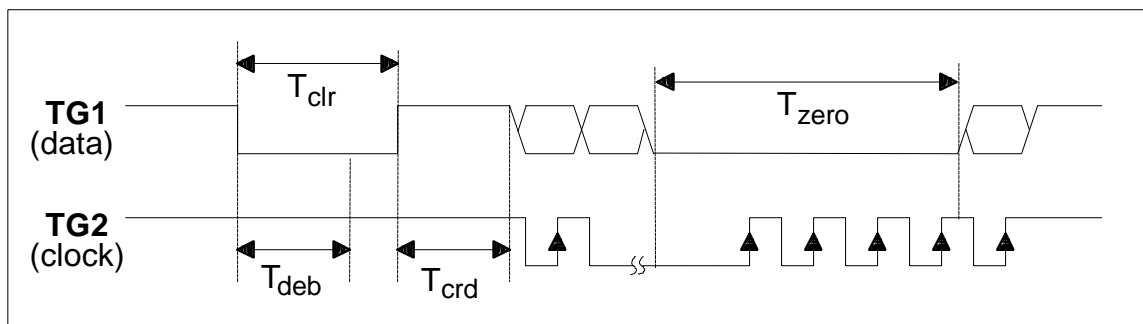 T_clr
TG1
(data)
T_zero
TG2
(clock)
T_deb
T_crd